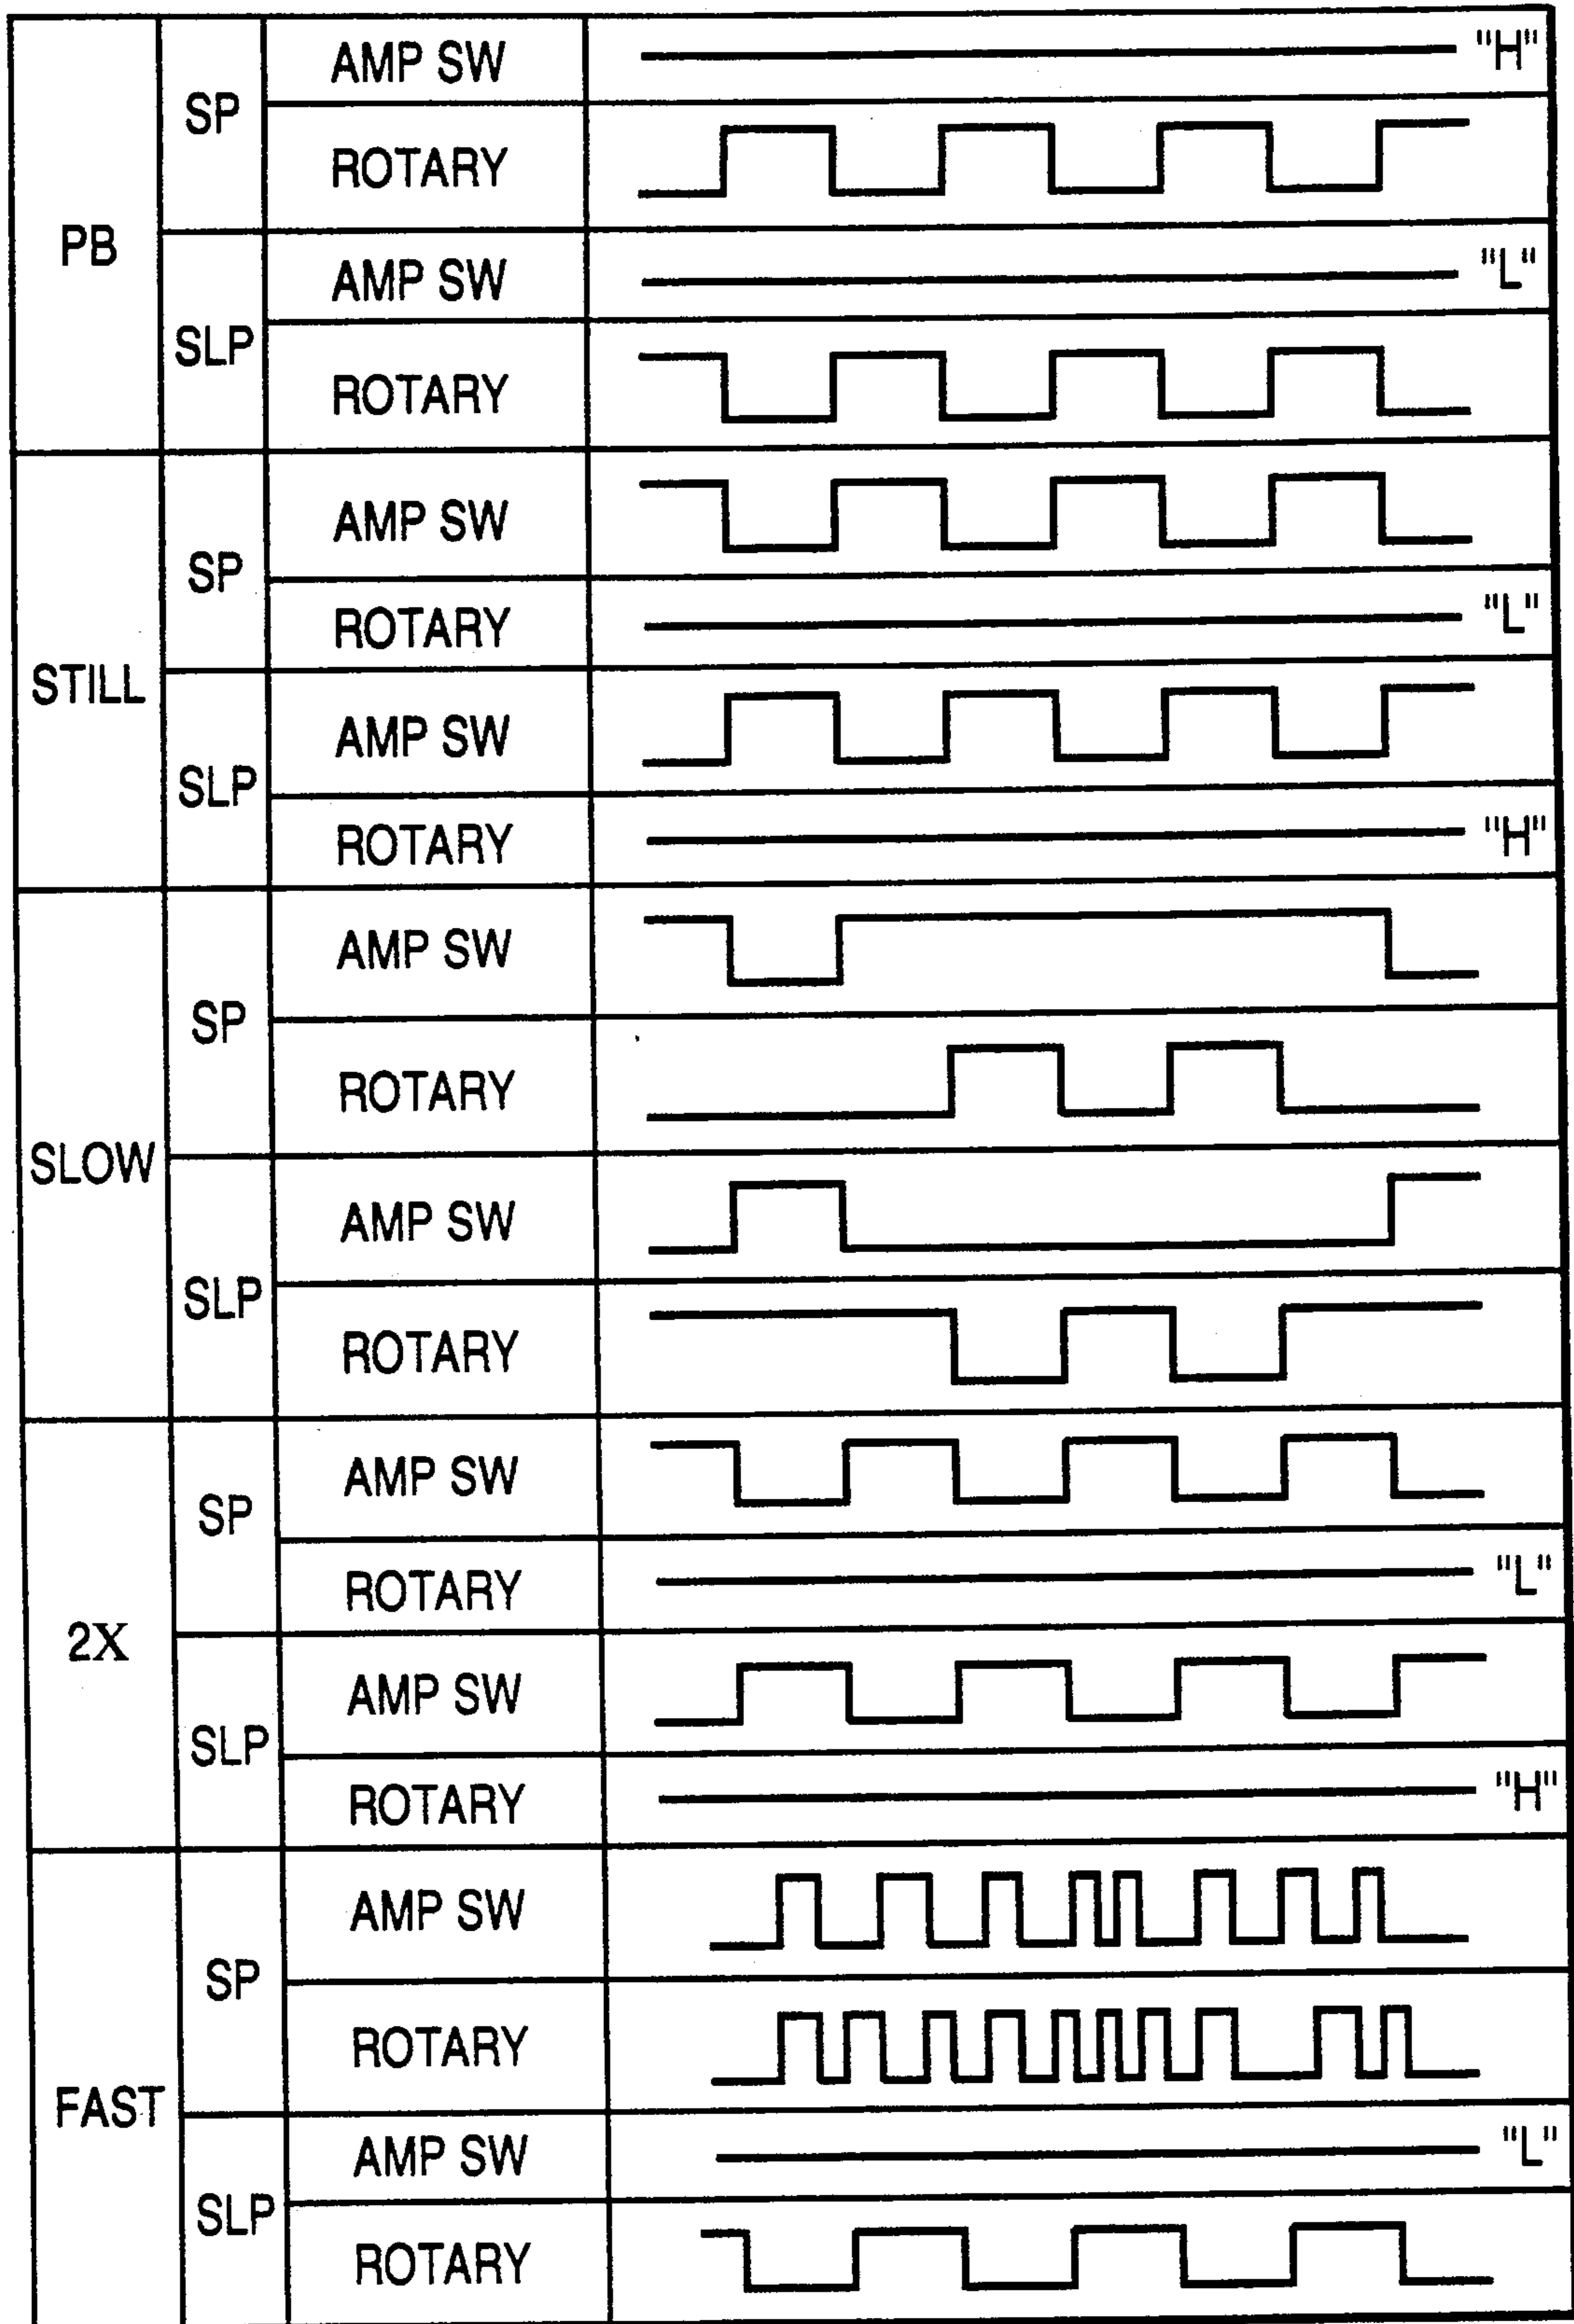 PB
SP
AMP SW "H"
ROTARY
SLP
AMP SW "L"
ROTARY
STILL
SP
AMP SW
ROTARY "L"
SLP
AMP SW
ROTARY "H"
SLOW
SP
AMP SW
ROTARY
SLP
AMP SW
ROTARY
2X
SP
AMP SW
ROTARY "L"
SLP
AMP SW
ROTARY "H"
FAST
SP
AMP SW
ROTARY
SLP
AMP SW "L"
ROTARY